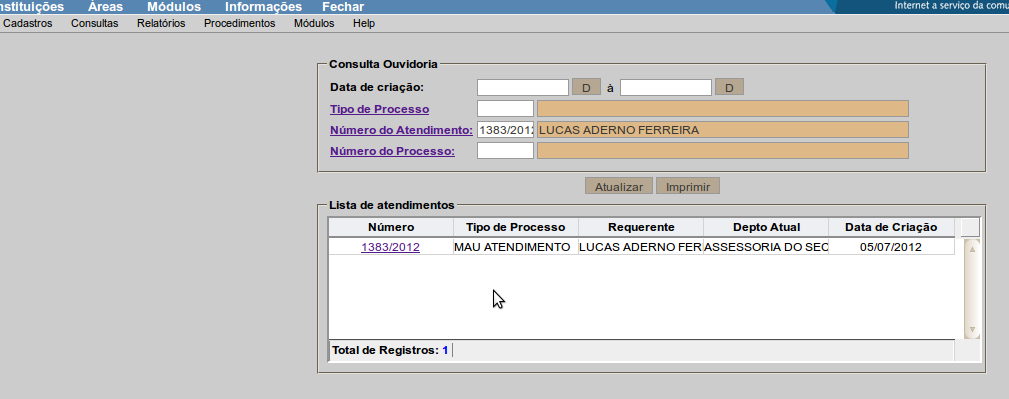 nstituições Áreas Módulos Informações Fechar
Internet a serviço da comu
Cadastros Consultas Relatórios Procedimentos Módulos Help
Consulta Ouvidoria
Data de criação: D à D
Tipo de Processo
Número do Atendimento: 1383/2012 LUCAS ADERNO FERREIRA
Número do Processo:
Atualizar Imprimir
Lista de atendimentos
Número Tipo de Processo Requerente Depto Atual Data de Criação
1383/2012 MAU ATENDIMENTO LUCAS ADERNO FER ASSESSORIA DO SEC 05/07/2012
Total de Registros: 1